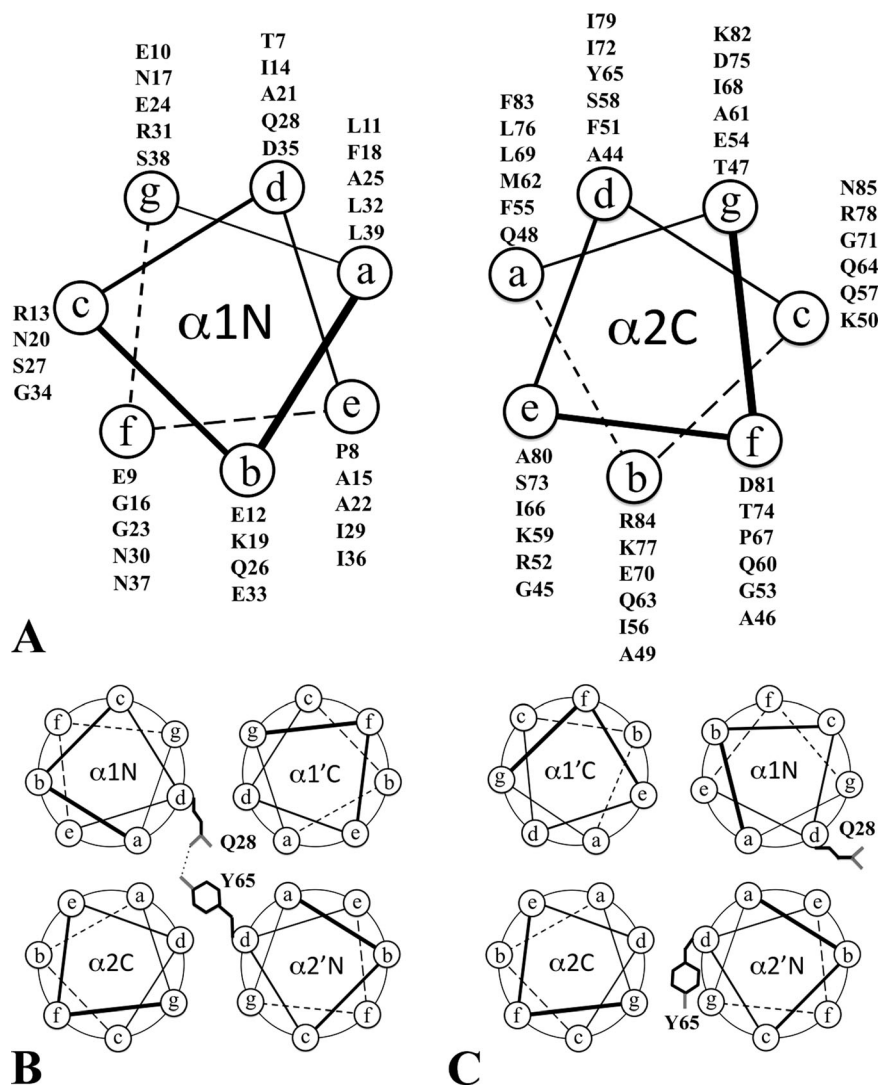 E10
N17
E24
R31
S38
T7
I14
A21
Q28
D35
L11
F18
A25
L32
L39
g
d
a
c
α1N
R13
N20
S27
G34
f
b
e
E9
G16
G23
N30
N37
E12
K19
Q26
E33
P8
A15
A22
I29
I36
A
F83
L76
L69
M62
F55
Q48
I79
I72
Y65
S58
F51
A44
K82
D75
I68
A61
E54
T47
N85
R78
G71
Q64
Q57
K50
d
g
a
c
α2C
e
f
b
A80
S73
I66
K59
R52
G45
R84
K77
E70
Q63
I56
A49
D81
T74
P67
Q60
G53
A46
c
f
g
α1N
b
d
e
a
c
g
f
α1'C
d
b
a
e
Q28
Y65
a
e
d
α2C
b
f
g
c
a
e
d
α2'N
b
g
f
c
B
f
c
b
α1'C
g
e
d
a
f
b
c
α1N
e
g
a
d
Q28
a
e
d
α2C
b
f
g
c
a
e
d
α2'N
b
g
f
c
Y65
C